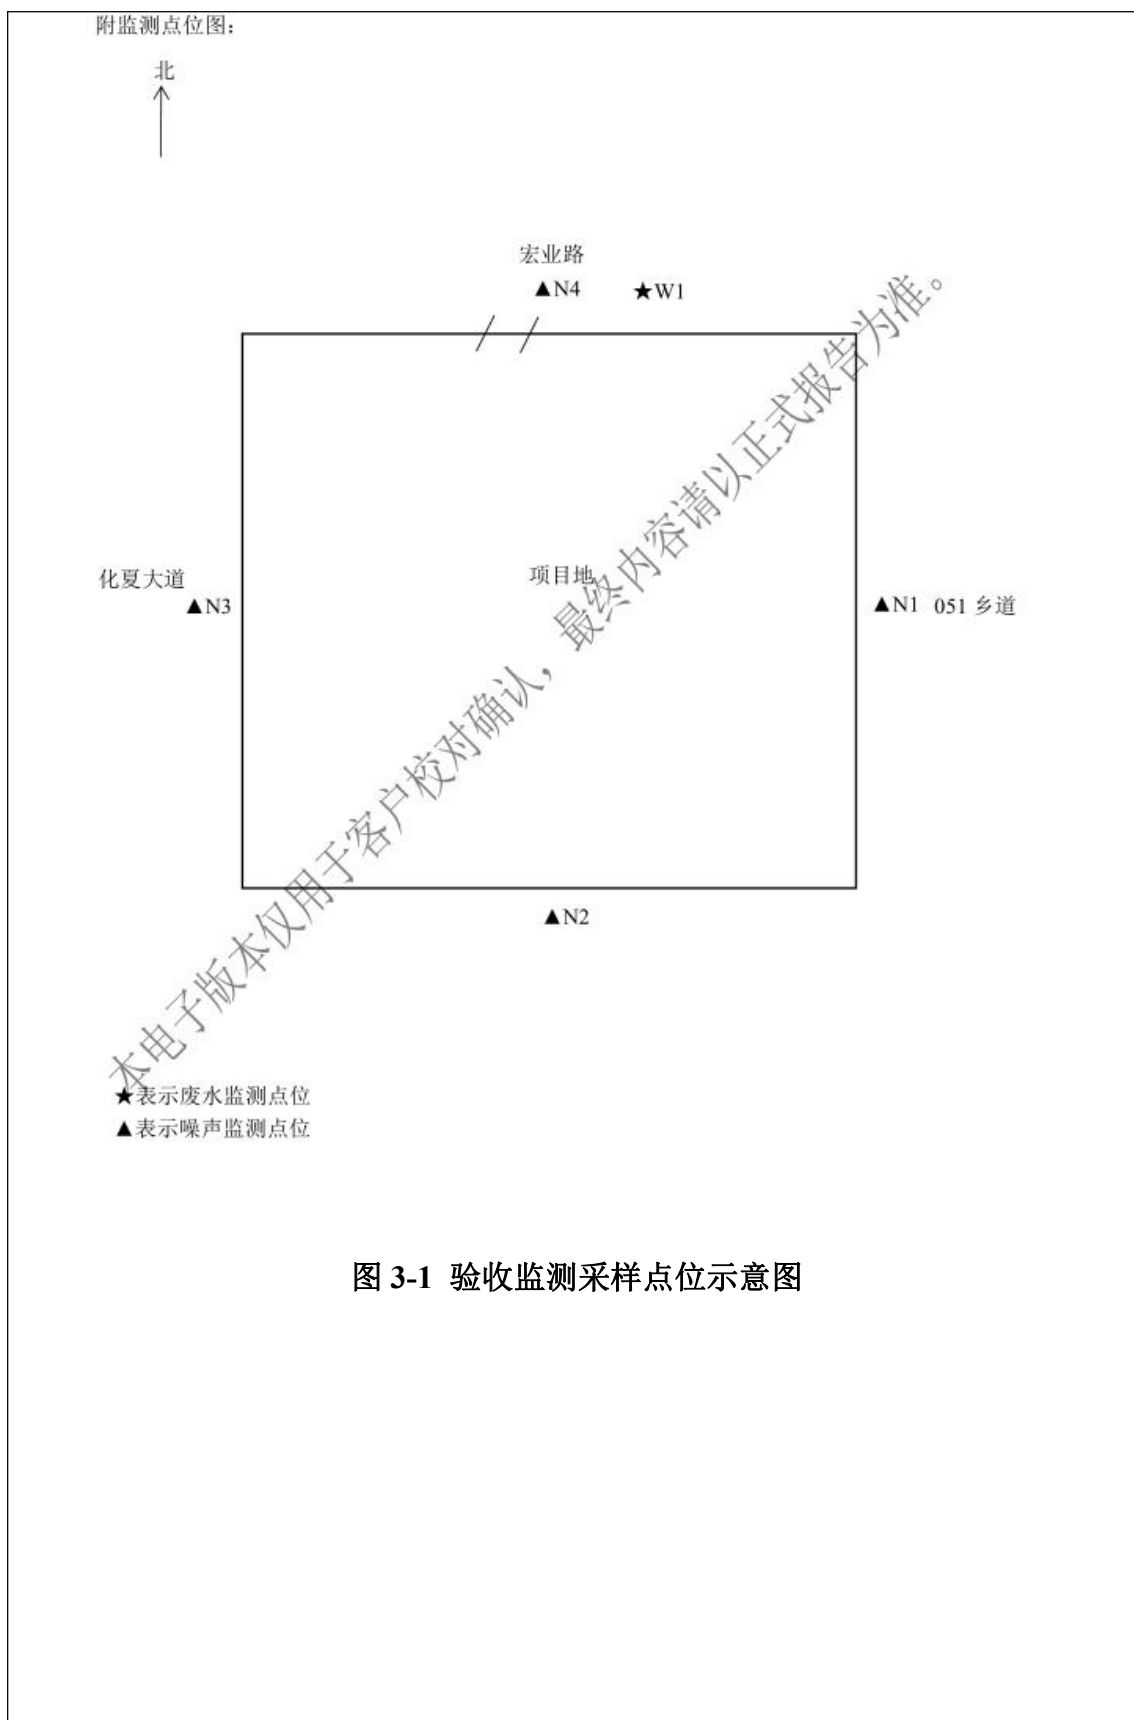 附监测点位图：
北
宏业路
▲N4 ★W1
化夏大道
▲N3
项目地
▲N1 051 乡道
▲N2
本电子版本仅用于客户校对确认，最终内容请以正式报告为准。
★表示废水监测点位
▲表示噪声监测点位
图 3-1 验收监测采样点位示意图